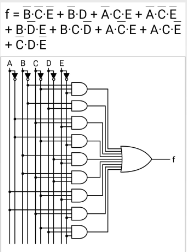 f = B·C·E + B·D + A·C·E + A·C·E
+ B·D·E + B·C·D + A·C·E + A·C·E
+ C·D·E
A B C D E
f